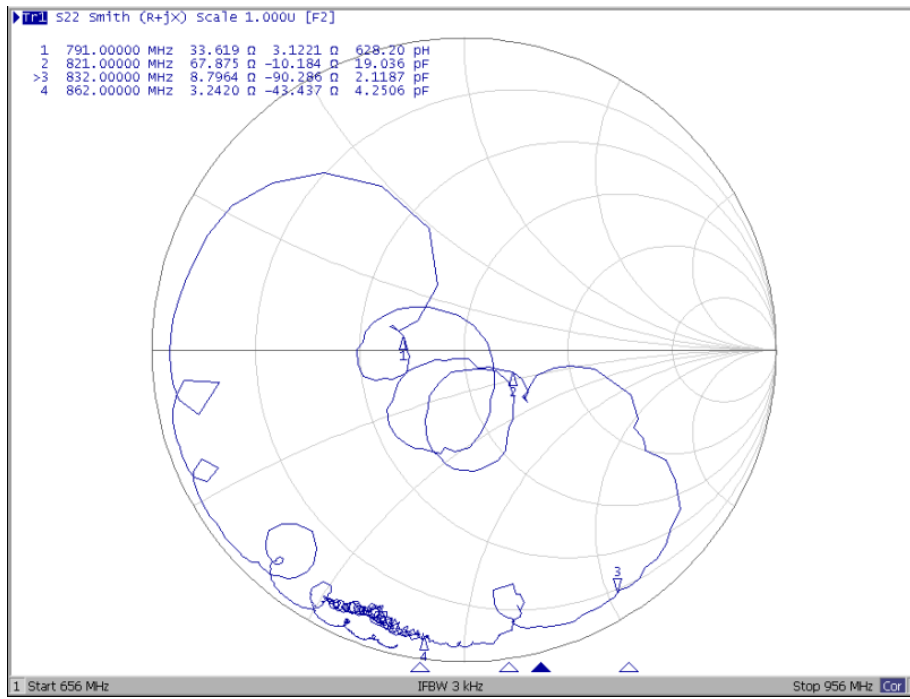 Tr1 S22 Smith (R+jX) Scale 1.000U [F2]
1 791.00000 MHz 33.619 Ω 3.1221 Ω 628.20 pH
2 821.00000 MHz 67.875 Ω -10.184 Ω 19.036 pF
>3 832.00000 MHz 8.7964 Ω -90.286 Ω 2.1187 pF
4 862.00000 MHz 3.2420 Ω -43.437 Ω 4.2506 pF
1
2
3
4
1 Start 656 MHz IFBW 3 kHz Stop 956 MHz Cor